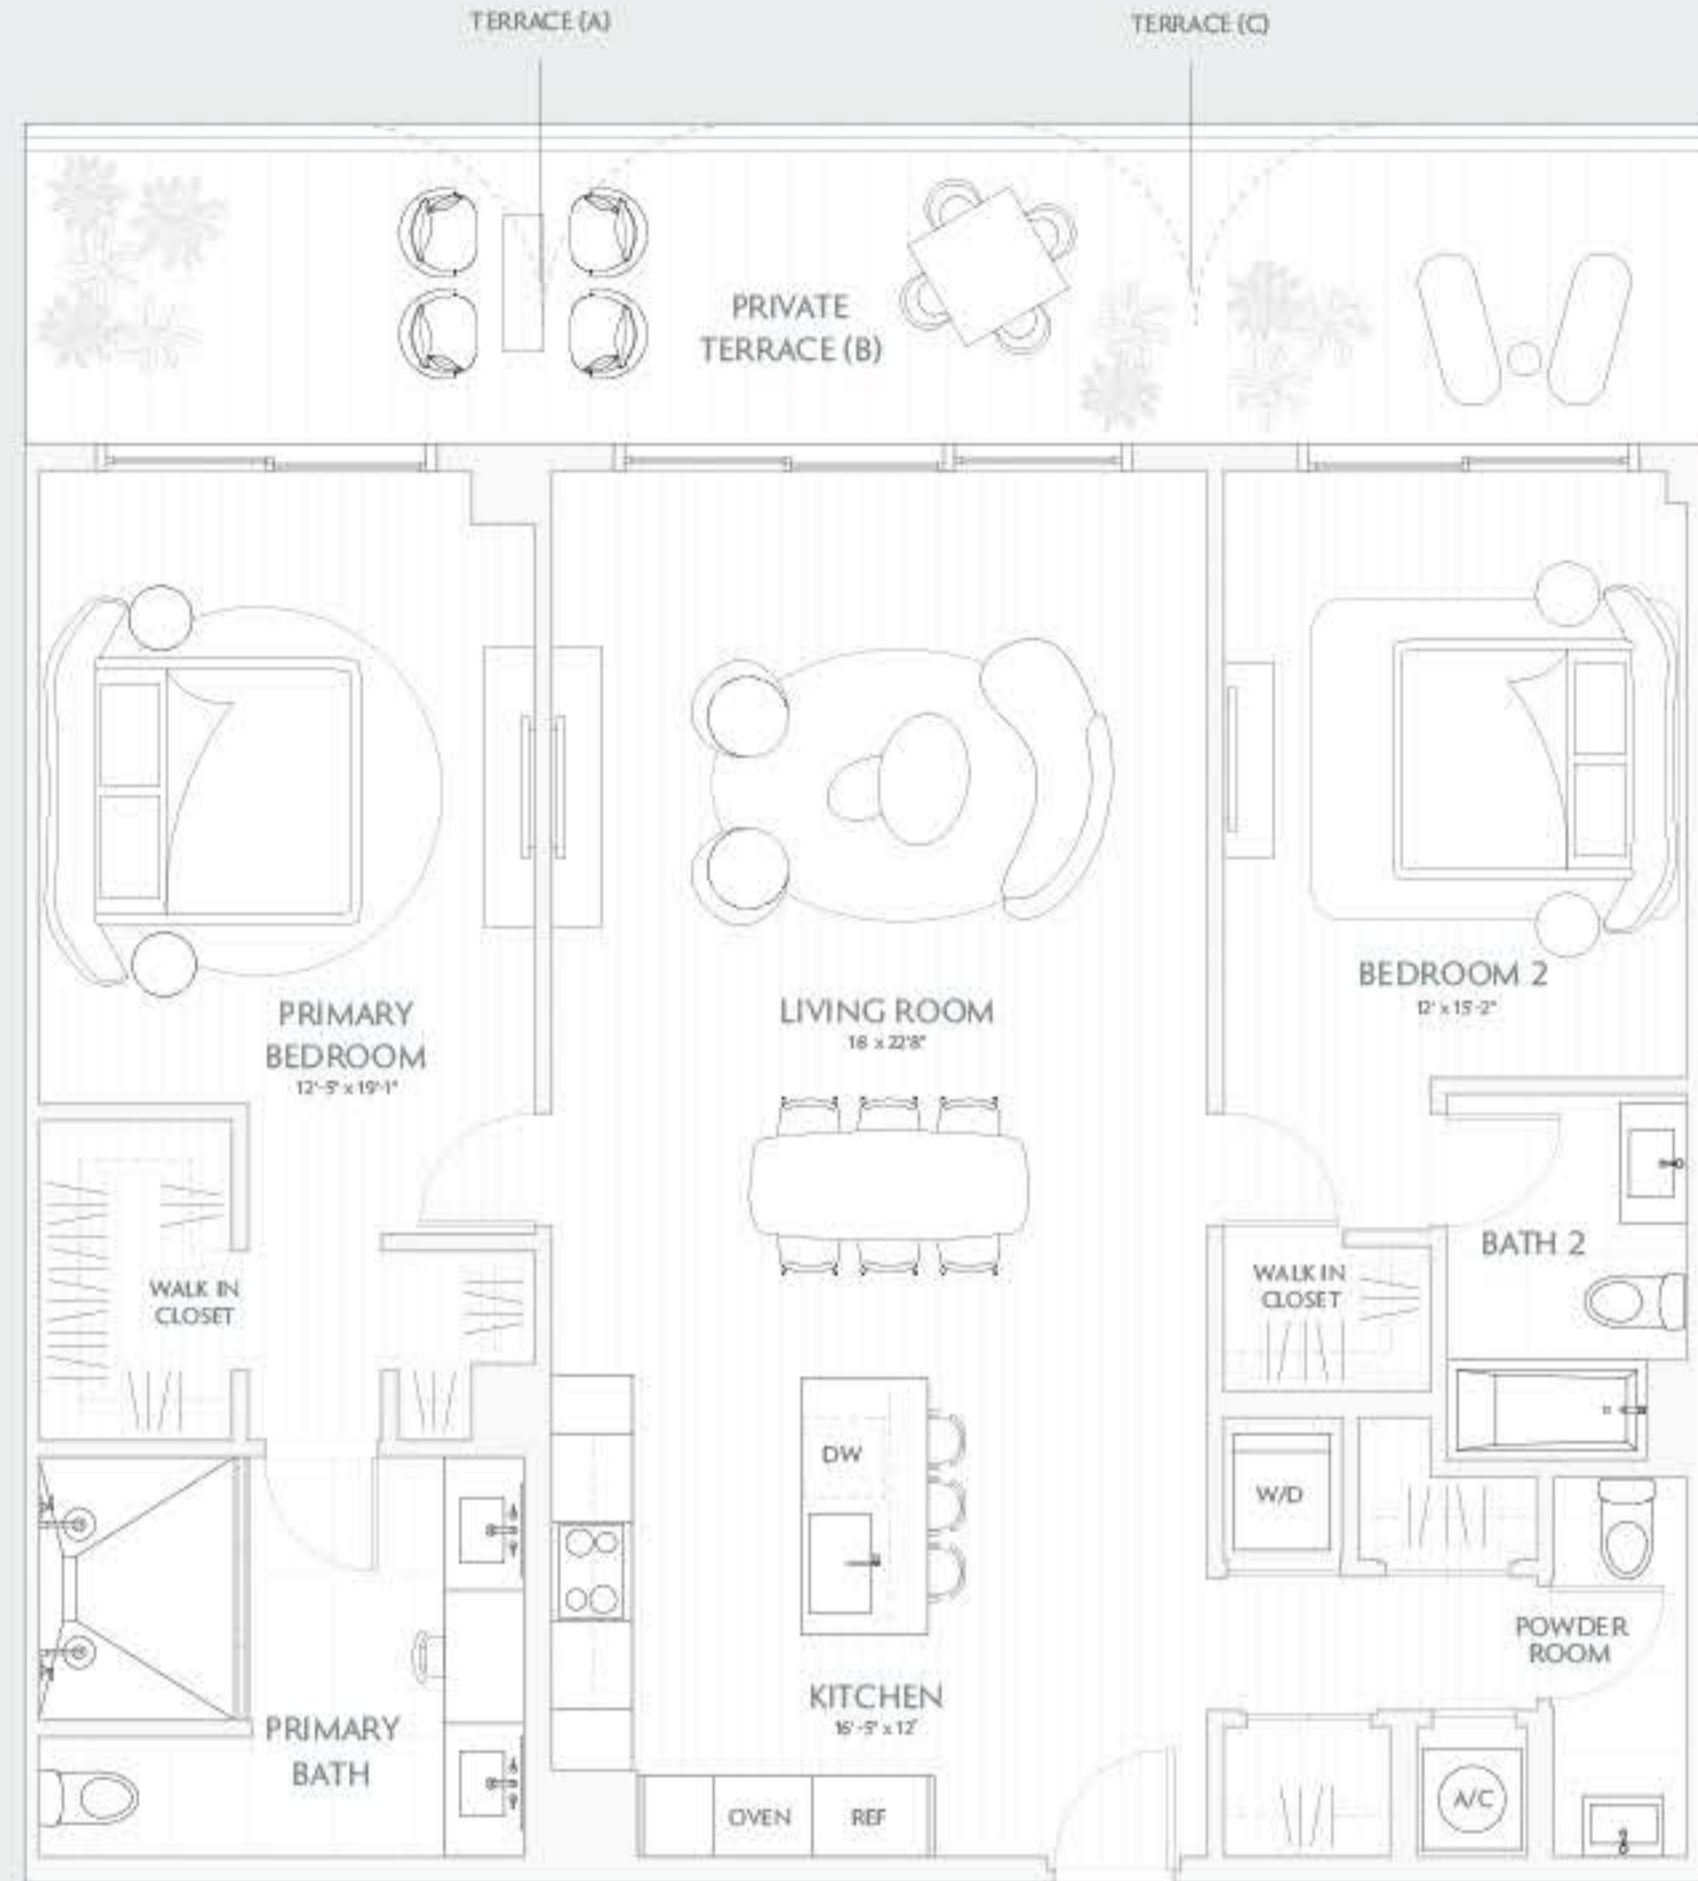 TERRACE (A)
TERRACE (C)
PRIVATE
TERRACE (B)
PRIMARY
BEDROOM
12'-5" x 19'-1"
LIVING ROOM
16' x 22'8"
BEDROOM 2
12' x 15'-2"
WALK IN
CLOSET
WALK IN
CLOSET
BATH 2
DW
W/D
POWDER
ROOM
KITCHEN
16'-5" x 12'
PRIMARY
BATH
OVEN
REF
A/C